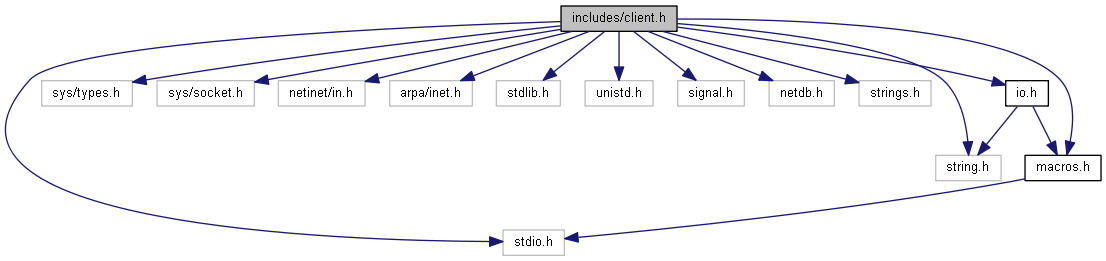 includes/client.h
sys/types.h
sys/socket.h
netinet/in.h
arpa/inet.h
stdlib.h
unistd.h
signal.h
netdb.h
strings.h
io.h
string.h
macros.h
stdio.h